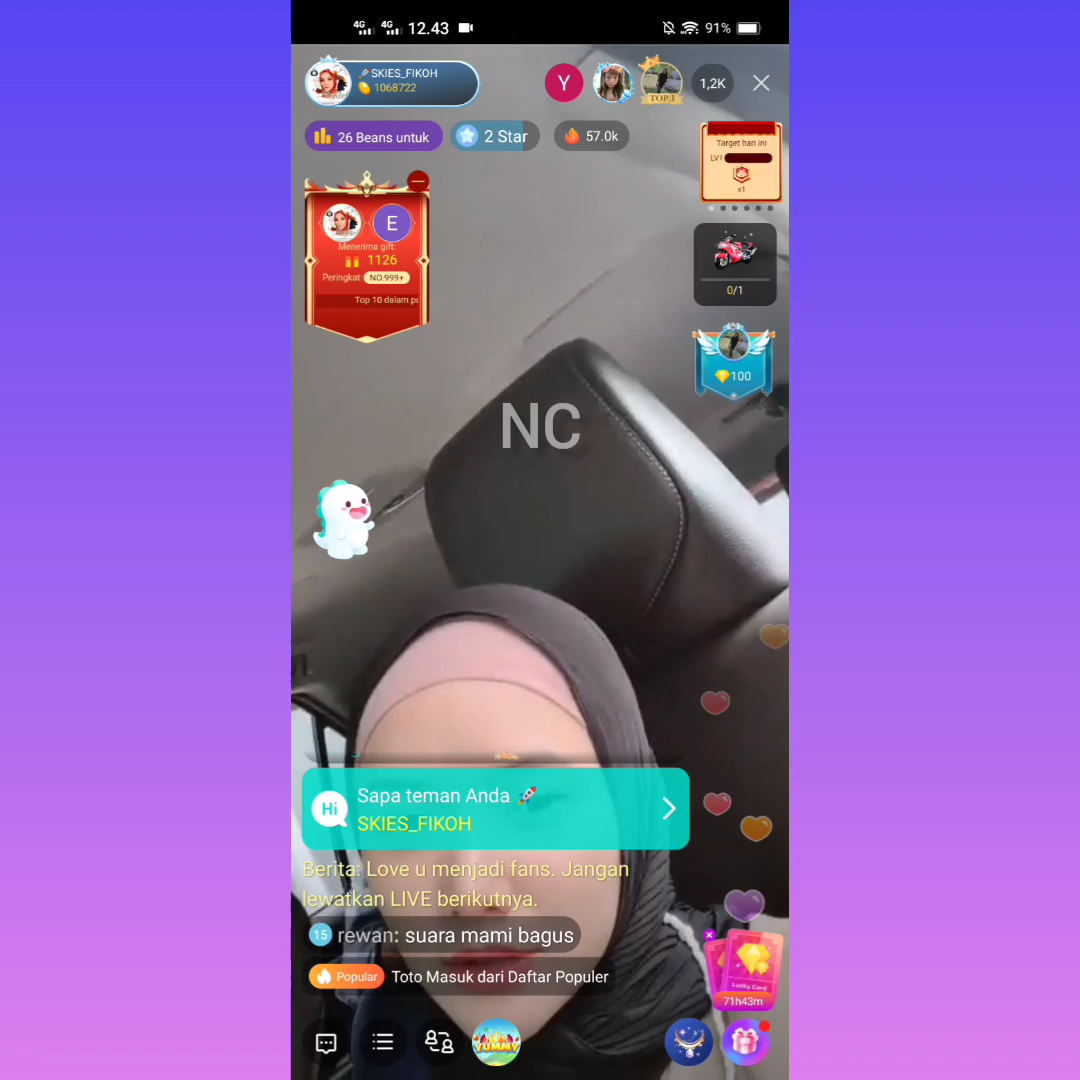 4G 4G 12.43 91%
SKIES_FIKOH
1068722
Y
TOP.1
1,2K
26 Beans untuk
2 Star
57.0k
Target hari ini
LV1
x1
E
Menerima gift:
1126
Peringkat: NO.999+
Top 10 dalam pa
0/1
100
NC
Hi
Sapa teman Anda
SKIES_FIKOH
Berita: Love u menjadi fans. Jangan
lewatkan LIVE berikutnya.
15 rewan: suara mami bagus
Popular Toto Masuk dari Daftar Populer
Lucky Card
71h43m
YUMMY